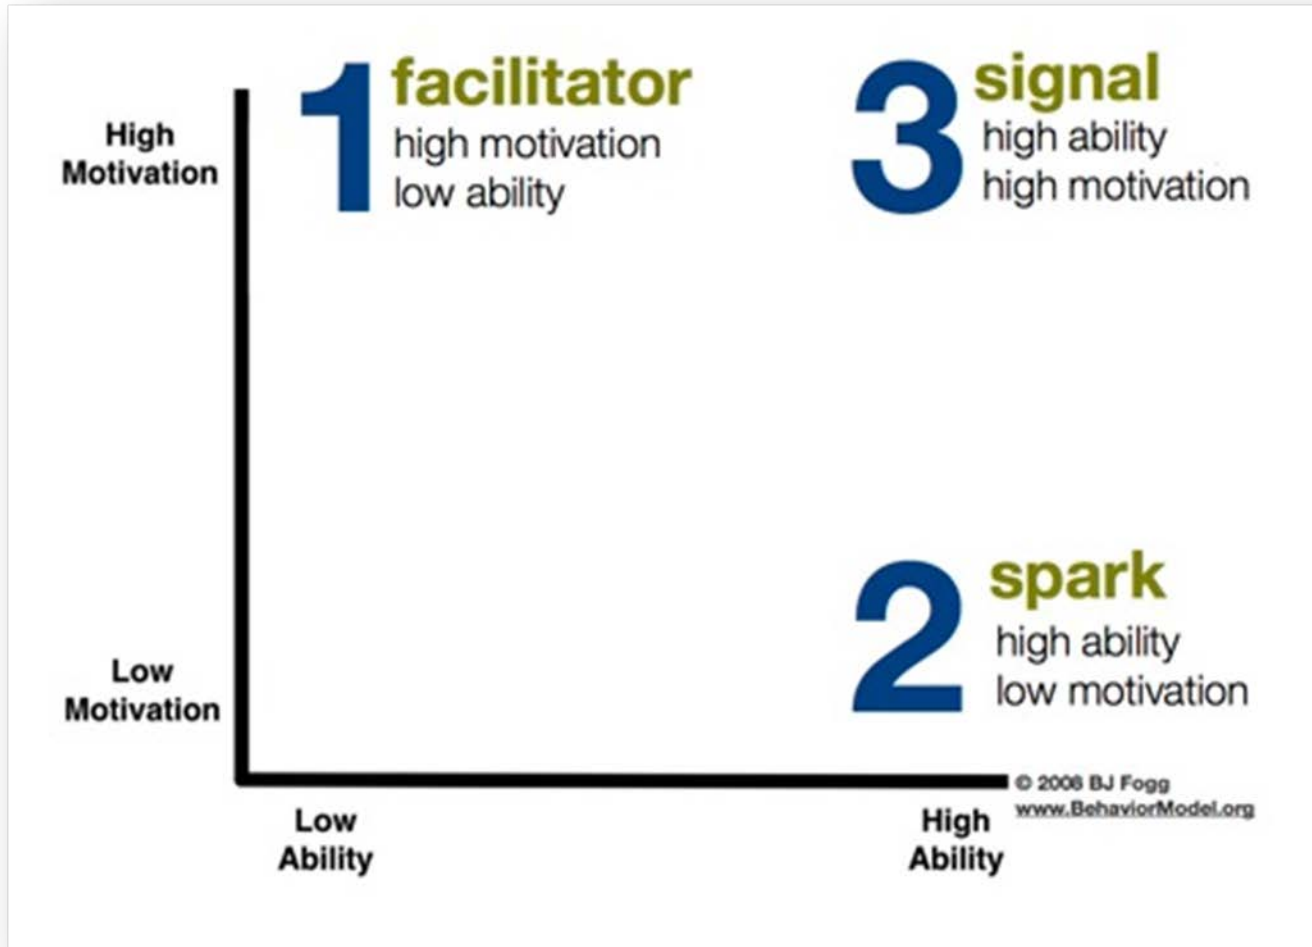 High
Motivation
1 facilitator
high motivation
low ability
3 signal
high ability
high motivation
Low
Motivation
2 spark
high ability
low motivation
Low
Ability
High
Ability
© 2006 BJ Fogg
www.BehaviorModel.org